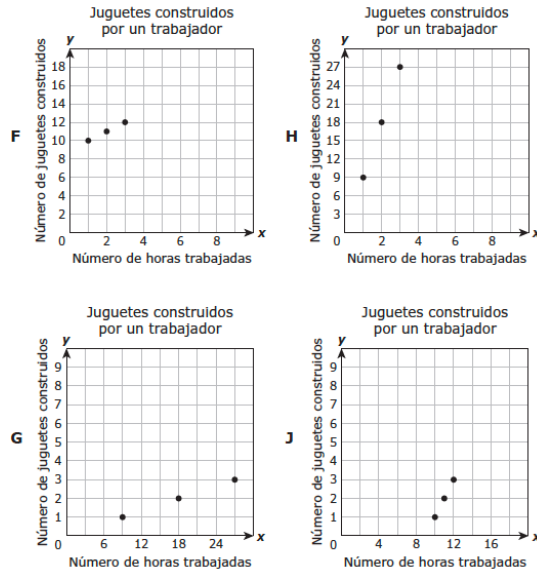 Juguetes construidos
por un trabajador
F
Número de juguetes construidos
y
18
16
14
12
10
8
6
4
2
0
2
4
6
8
x
Número de horas trabajadas
Juguetes construidos
por un trabajador
H
Número de juguetes construidos
y
27
24
21
18
15
12
9
6
3
0
2
4
6
8
x
Número de horas trabajadas
Juguetes construidos
por un trabajador
G
Número de juguetes construidos
y
9
8
7
6
5
4
3
2
1
0
6
12
18
24
x
Número de horas trabajadas
Juguetes construidos
por un trabajador
J
Número de juguetes construidos
y
9
8
7
6
5
4
3
2
1
0
4
8
12
16
x
Número de horas trabajadas